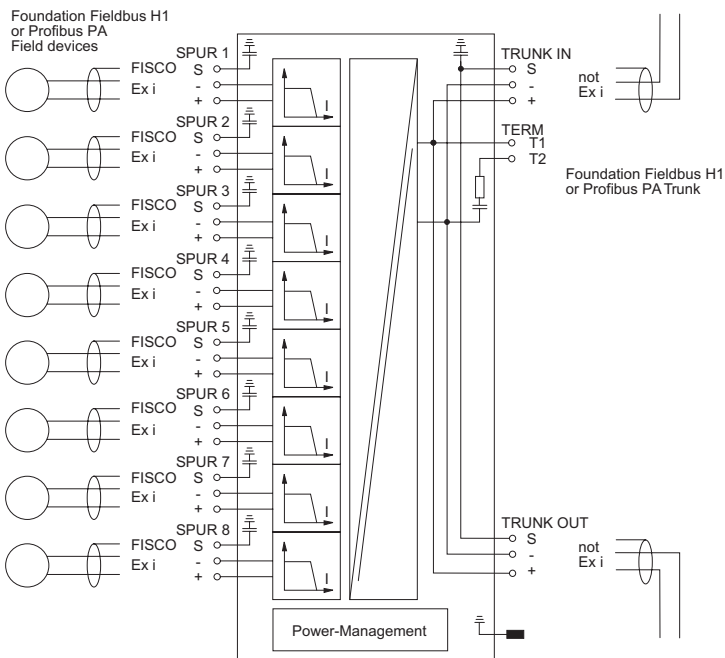 Foundation Fieldbus H1
or Profibus PA
Field devices
SPUR 1
FISCO S
Ex i -
+
SPUR 2
FISCO S
Ex i -
+
SPUR 3
FISCO S
Ex i -
+
SPUR 4
FISCO S
Ex i -
+
SPUR 5
FISCO S
Ex i -
+
SPUR 6
FISCO S
Ex i -
+
SPUR 7
FISCO S
Ex i -
+
SPUR 8
FISCO S
Ex i -
+
I
I
I
I
I
I
I
I
Power-Management
TRUNK IN
S
-
+
not
Ex i
TERM
T1
T2
Foundation Fieldbus H1
or Profibus PA Trunk
TRUNK OUT
S
-
+
not
Ex i